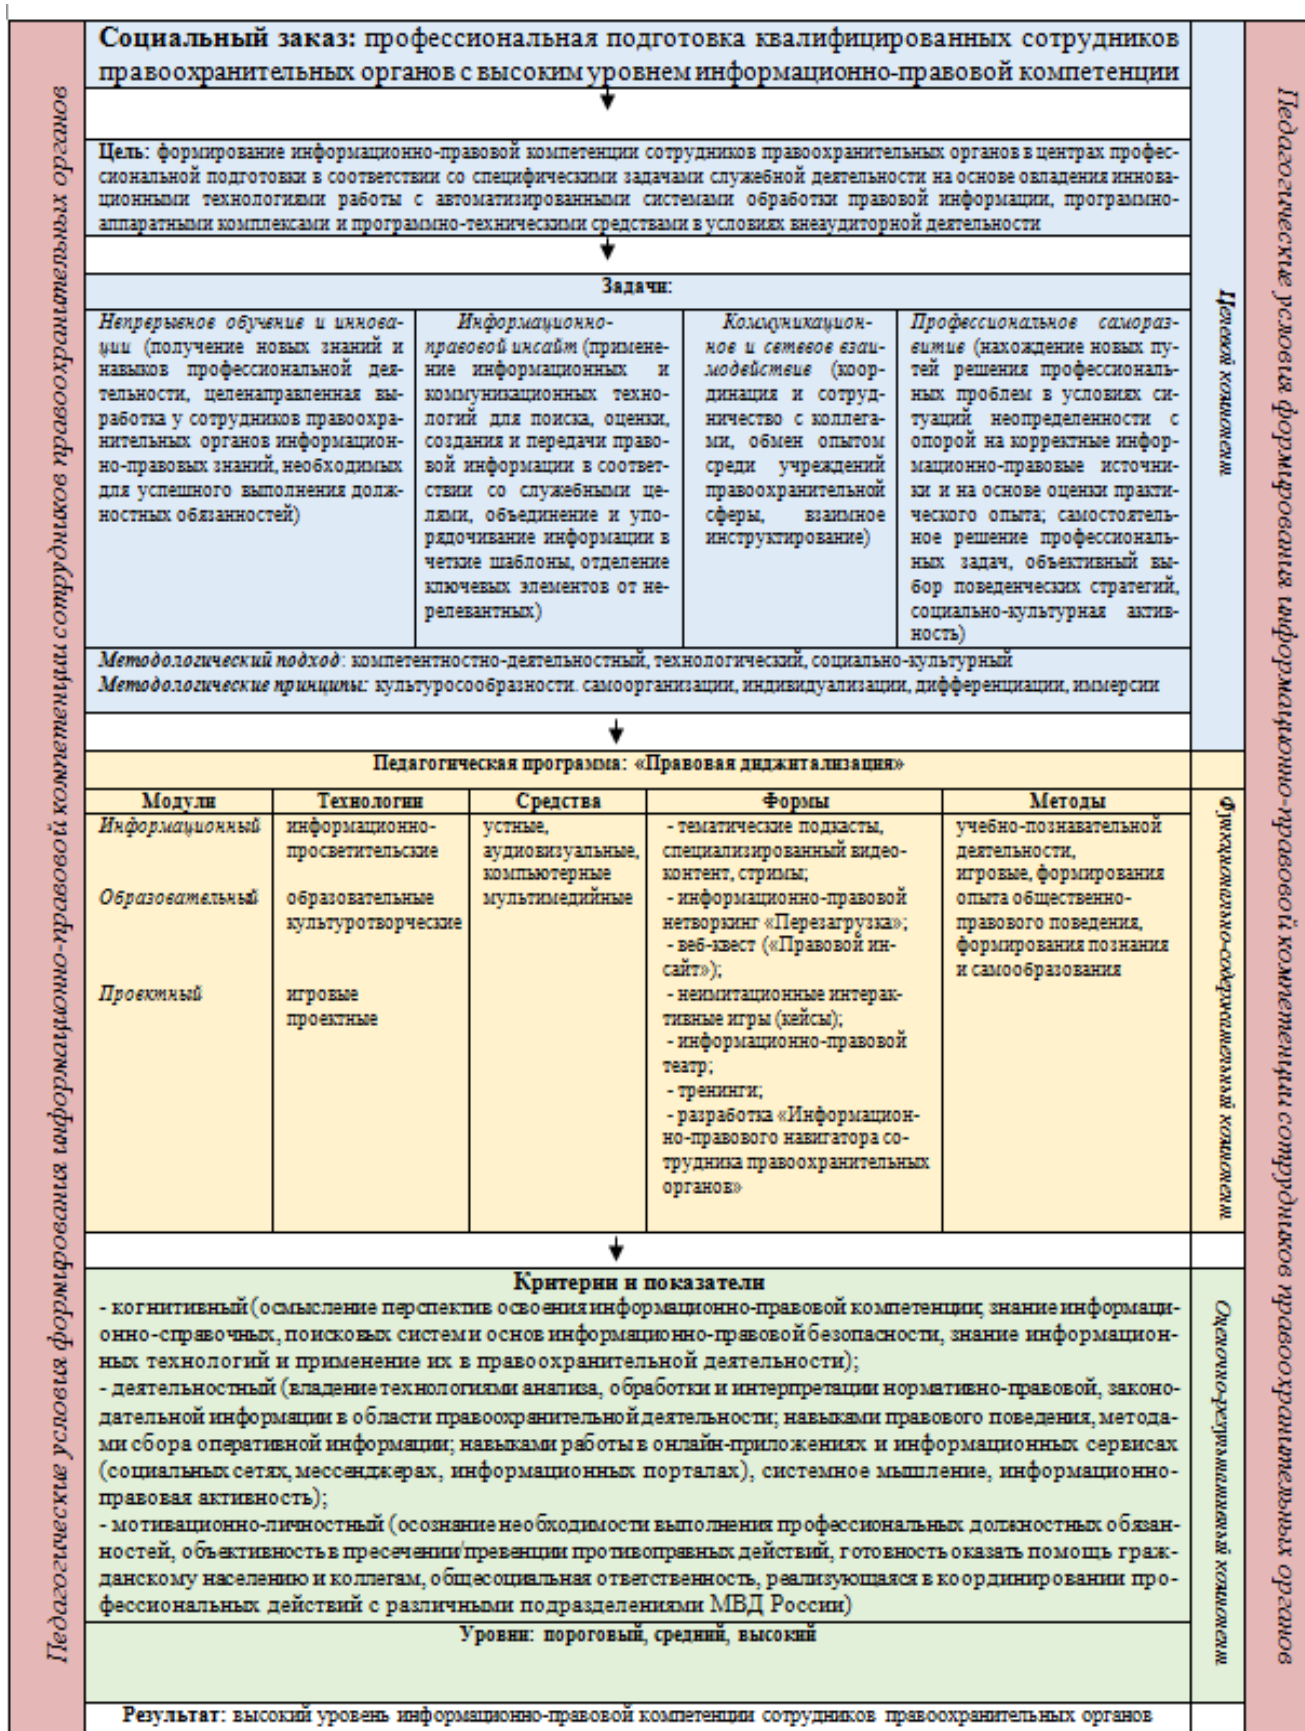 Педагогические условия формирования информационно-правовой компетенции сотрудников правоохранительных органов
Социальный заказ: профессиональная подготовка квалифицированных сотрудников
правоохранительных органов с высоким уровнем информационно-правовой компетенции
Цель: формирование информационно-правовой компетенции сотрудников правоохранительных органов в центрах профес-
сиональной подготовки в соответствии со специфическими задачами служебной деятельности на основе овладения иннова-
ционными технологиями работы с автоматизированными системами обработки правовой информации, программно-
аппаратными комплексами и программно-техническими средствами в условиях внеаудиторной деятельности
Задачи:
Непрерывное обучение и иннова-
ции (получение новых знаний и
навыков профессиональной дея-
тельности, целенаправленная вы-
работка у сотрудников правоохра-
нительных органов информацион-
но-правовых знаний, необходимых
для успешного выполнения долж-
ностных обязанностей)
Информационно-
правовой инсайт (примене-
ние информационных и
коммуникационных техно-
логий для поиска, оценки,
создания и передачи право-
вой информации в соответ-
ствии со служебными це-
лями, объединение и упо-
рядочивание информации в
четкие шаблоны, отделение
ключевых элементов от не-
релевантных)
Коммуникацион-
ное и сетевое взаи-
модействие (коор-
динация и сотруд-
ничество с коллега-
ми, обмен опытом
среди учреждений
правоохранительной
сферы, взаимное
инструктирование)
Профессиональное самораз-
витие (нахождение новых пу-
тей решения профессиональ-
ных проблем в условиях си-
туаций неопределенности с
опорой на корректные инфор-
мационно-правовые источни-
ки и на основе оценки практи-
ческого опыта; самостоятель-
ное решение профессиональ-
ных задач, объективный вы-
бор поведенческих стратегий,
социально-культурная актив-
ность)
Методологический подход: компетентностно-деятельностный, технологический, социально-культурный
Методологические принципы: культуросообразности. самоорганизации, индивидуализации, дифференциации, иммерсии
Целевой компонент
Педагогическая программа: «Правовая диджитализация»
Модули
Технологии
Средства
Формы
Методы
Информационный
Образовательный
Проектный
информационно-
просветительские
образовательные
культуротворческие
игровые
проектные
устные,
аудиовизуальные,
компьютерные
мультимедийные
- тематические подкасты,
специализированный видео-
контент, стримы;
- информационно-правовой
нетворкинг «Перезагрузка»;
- веб-квест («Правовой ин-
сайт»);
- неимитационные интерак-
тивные игры (кейсы);
- информационно-правовой
театр;
- тренинги;
- разработка «Информацион-
но-правового навигатора со-
трудника правоохранительных
органов»
учебно-познавательной
деятельности,
игровые, формирования
опыта общественно-
правового поведения,
формирования познания
и самообразования
Функционально-содержательный компонент
Критерии и показатели
- когнитивный (осмысление перспектив освоения информационно-правовой компетенции, знание информаци-
онно-справочных, поисковых систем и основ информационно-правовой безопасности, знание информацион-
ных технологий и применение их в правоохранительной деятельности);
- деятельностный (владение технологиями анализа, обработки и интерпретации нормативно-правовой, законо-
дательной информации в области правоохранительной деятельности; навыками правового поведения, метода-
ми сбора оперативной информации; навыками работы в онлайн-приложениях и информационных сервисах
(социальных сетях, мессенджерах, информационных порталах), системное мышление, информационно-
правовая активность);
- мотивационно-личностный (осознание необходимости выполнения профессиональных должностных обязан-
ностей, объективность в пресечении/превенции противоправных действий, готовность оказать помощь граж-
данскому населению и коллегам, общесоциальная ответственность, реализующаяся в координировании про-
фессиональных действий с различными подразделениями МВД России)
Уровни: пороговый, средний, высокий
Оценочно-результативный компонент
Результат: высокий уровень информационно-правовой компетенции сотрудников правоохранительных органов
Педагогические условия формирования информационно-правовой компетенции сотрудников правоохранительных органов